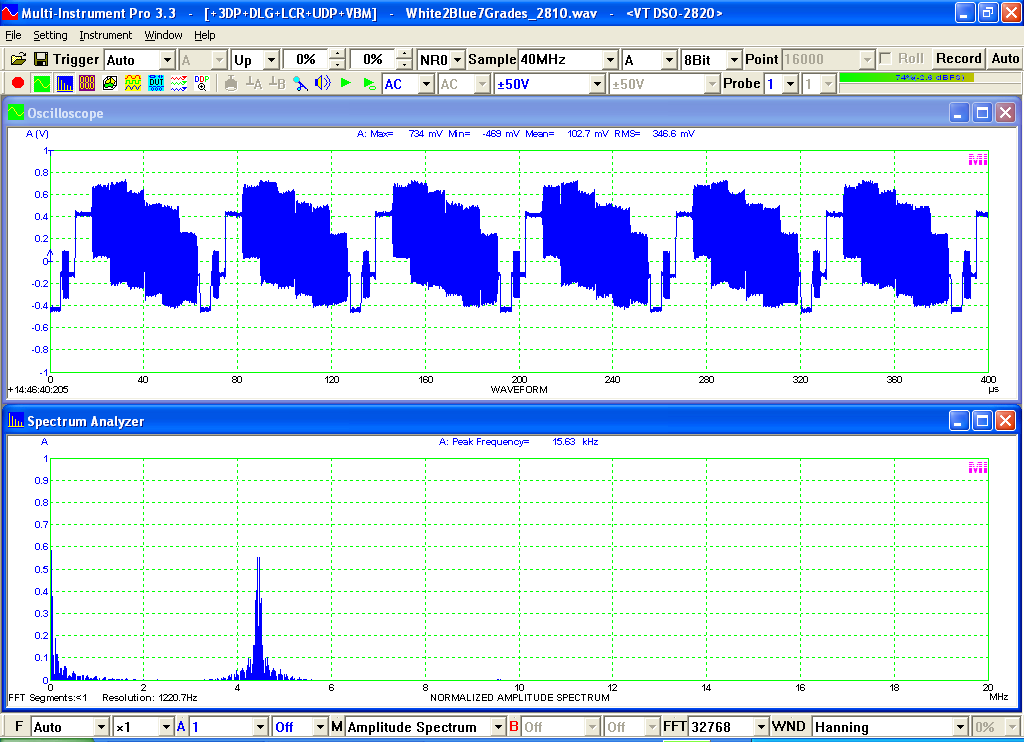 Multi-Instrument Pro 3.3 - [+3DP+DLG+LCR+UDP+VBM] - White2Blue7Grades_2810.wav - <VT DSO-2820>
File Setting Instrument Window Help
Trigger Auto A Up 0% 0% NR0 Sample 40MHz A 8Bit Point 16000 Roll Record Auto
DUT DDP A B AC AC ±50V ±50V Probe 1 1 74%(-2.6 dBFS)
Oscilloscope
A (V) A: Max= 734 mV Min= -469 mV Mean= 102.7 mV RMS= 346.6 mV
MI
1
0.8
0.6
0.4
0.2
0
-0.2
-0.4
-0.6
-0.8
-1
0 40 80 120 160 200 240 280 320 360 400
+14:46:40:205 WAVEFORM µs
Spectrum Analyzer
A A: Peak Frequency= 15.63 kHz
MI
1
0.9
0.8
0.7
0.6
0.5
0.4
0.3
0.2
0.1
0
0 2 4 6 8 10 12 14 16 18 20
FFT Segments:<1 Resolution: 1220.7Hz NORMALIZED AMPLITUDE SPECTRUM MHz
F Auto ×1 A 1 Off M Amplitude Spectrum B Off Off FFT 32768 WND Hanning 0%